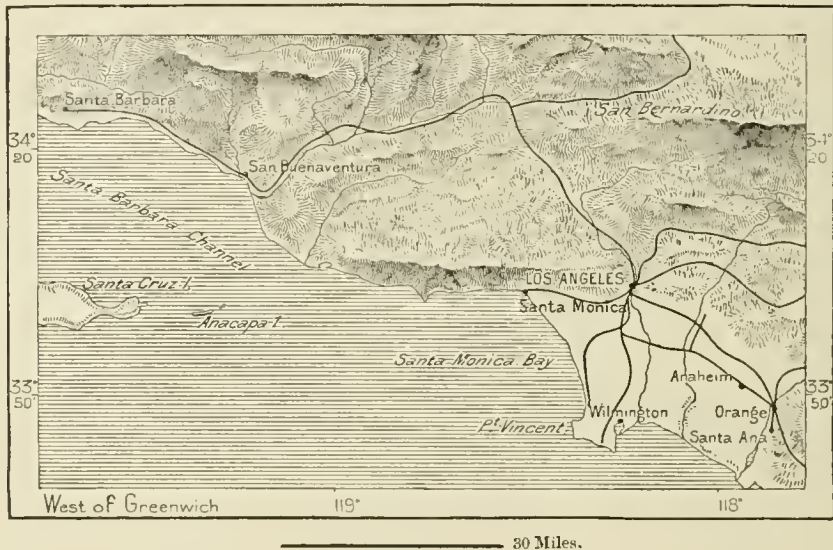 Santa Barbara
San Bernardino
34°
20
34°
20
San Buenaventura
Santa Barbara
Channel
LOS ANGELES
Santa Cruz I.
Santa Monica
Anacapa I.
Santa Monica Bay
33°
50'
Anaheim
33°
50'
Wilmington
Orange
Pt. Vincent
Santa Ana
West of Greenwich
119°
118°
30 Miles.